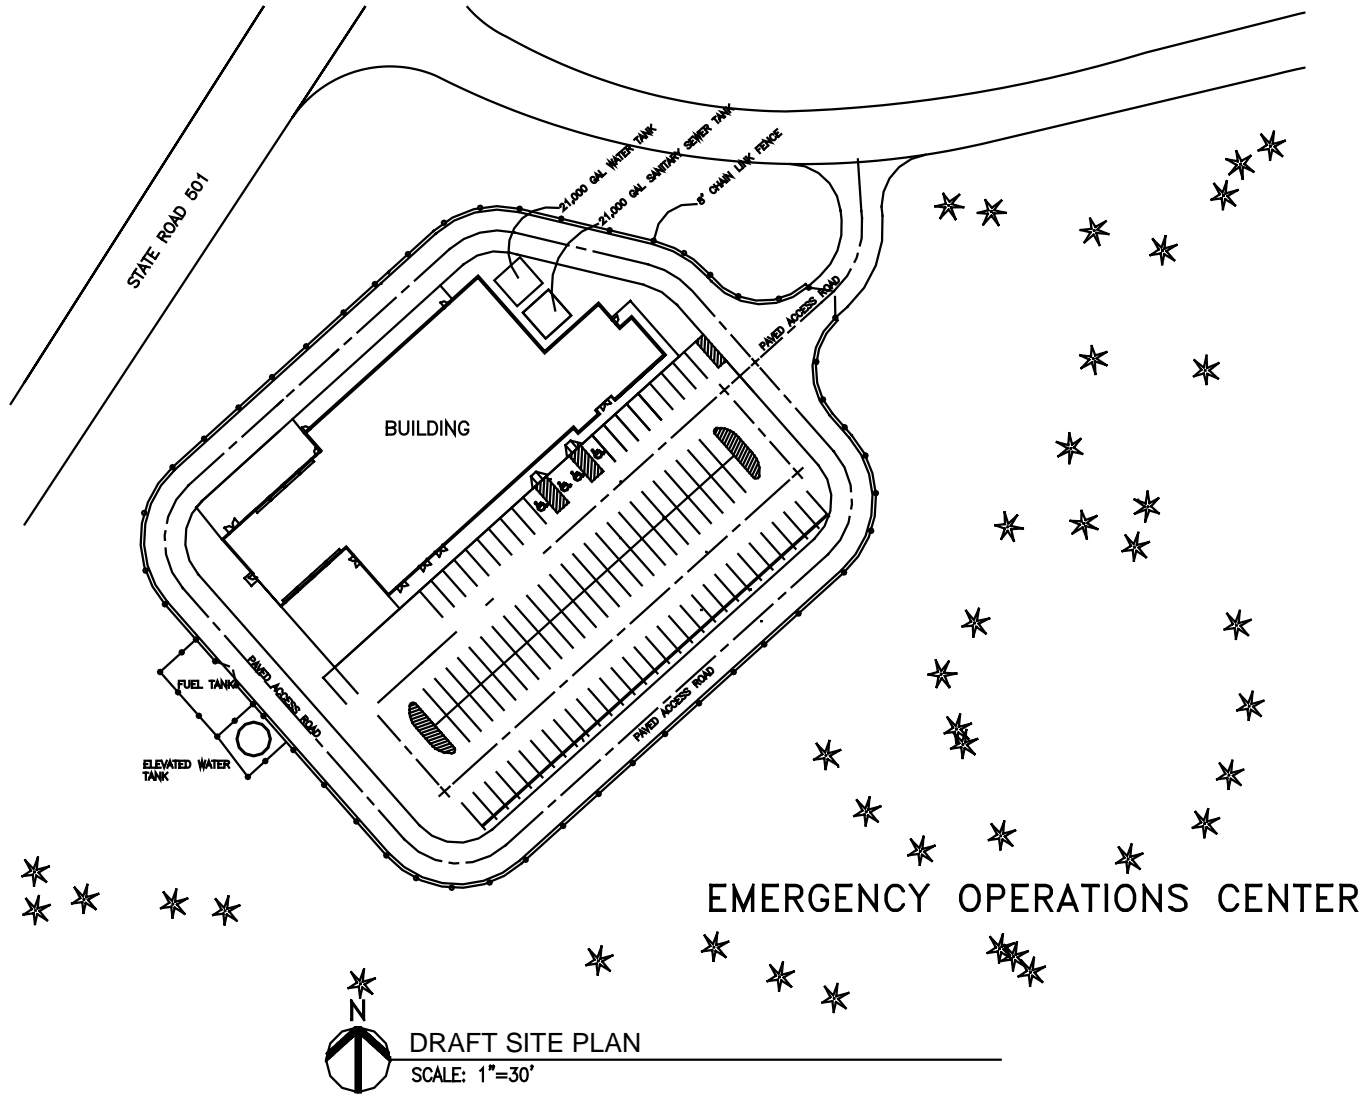 21,000 GAL WATER TANK
21,000 GAL SANITARY SEWER TANK
8' CHAIN LINK FENCE
STATE ROAD 501
PAVED ACCESS ROAD
BUILDING
PAVED ACCESS ROAD
PAVED ACCESS ROAD
FUEL TANKS
ELEVATED WATER
TANK
EMERGENCY OPERATIONS CENTER
N
DRAFT SITE PLAN
SCALE: 1"=30'